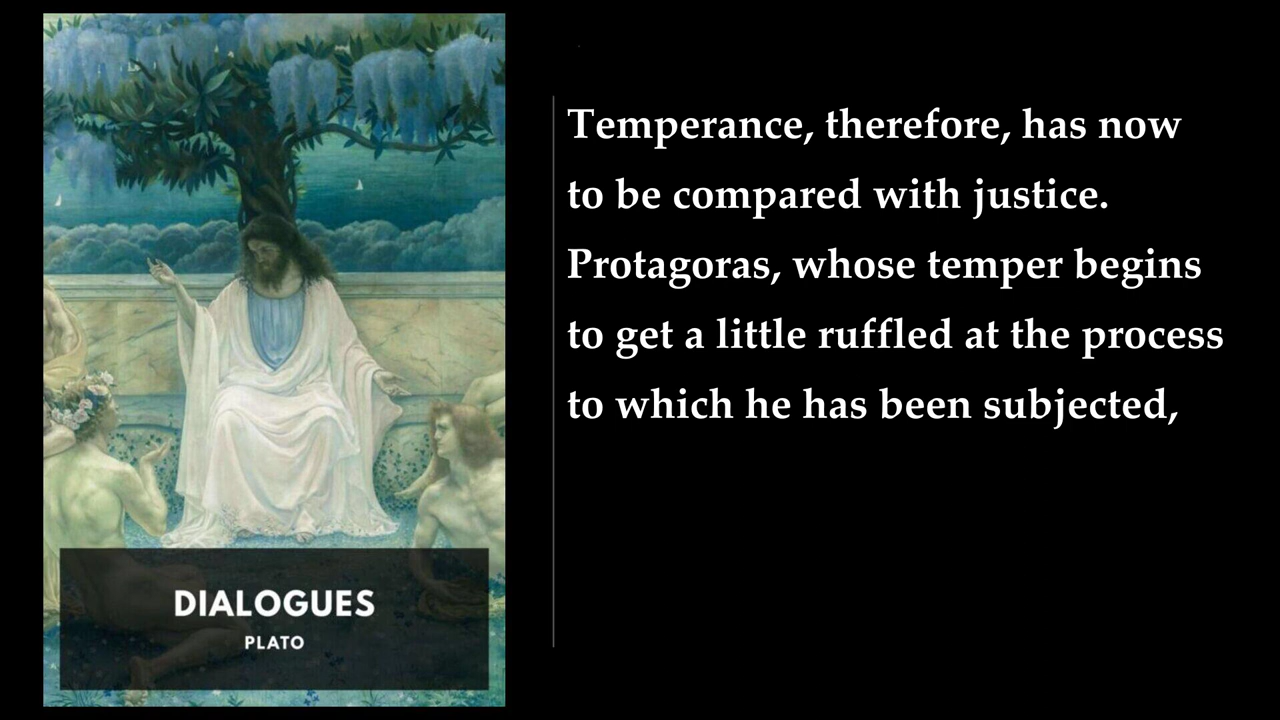 DIALOGUES
PLATO
Temperance, therefore, has now
to be compared with justice.
Protagoras, whose temper begins
to get a little ruffled at the process
to which he has been subjected,